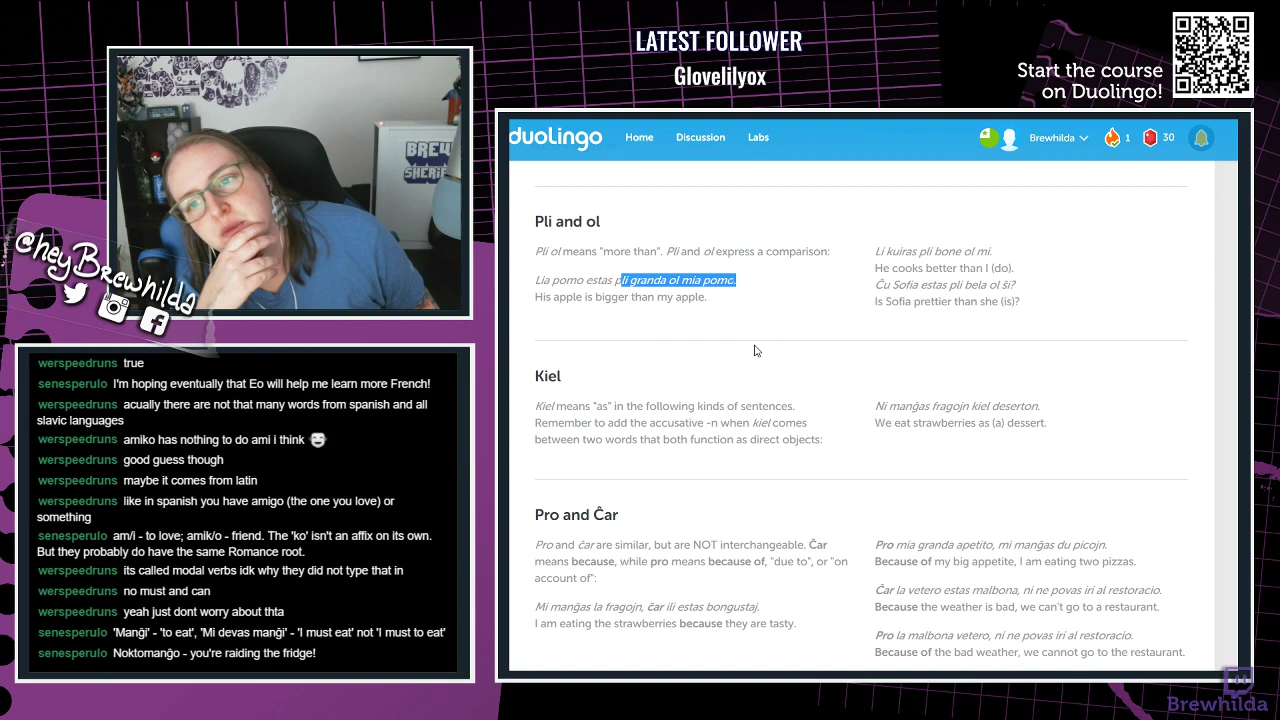 LATEST FOLLOWER
Glovelilyox
Start the course
on Duolingo!
BREW
SHERIF
@heyBrewhilda
duolingo
Home
Discussion
Labs
Brewhilda
1
30
Pli and ol
Pli ol means "more than". Pli and ol express a comparison:
Lia pomo estas pli granda ol mia pomo.
His apple is bigger than my apple.
Li kuiras pli bone ol mi.
He cooks better than I (do).
Ĉu Sofia estas pli bela ol ŝi?
Is Sofia prettier than she (is)?
Kiel
Kiel means "as" in the following kinds of sentences.
Remember to add the accusative -n when kiel comes
between two words that both function as direct objects:
Ni manĝas fragojn kiel deserton.
We eat strawberries as (a) dessert.
Pro and Ĉar
Pro and ĉar are similar, but are NOT interchangeable. Ĉar
means because, while pro means because of, "due to", or "on
account of":
Mi manĝas la fragojn, ĉar ili estas bongustaj.
I am eating the strawberries because they are tasty.
Pro mia granda apetito, mi manĝas du picojn.
Because of my big appetite, I am eating two pizzas.
Ĉar la vetero estas malbona, ni ne povas iri al restoracio.
Because the weather is bad, we can't go to a restaurant.
Pro la malbona vetero, ni ne povas iri al restoracio.
Because of the bad weather, we cannot go to the restaurant.
werspeedruns true
senesperulo I'm hoping eventually that Eo will help me learn more French!
werspeedruns acually there are not that many words from spanish and all
slavic languages
werspeedruns amiko has nothing to do ami i think
werspeedruns good guess though
werspeedruns maybe it comes from latin
werspeedruns like in spanish you have amigo (the one you love) or
something
senesperulo am/i - to love; amik/o - friend. The 'ko' isn't an affix on its own.
But they probably do have the same Romance root.
werspeedruns its called modal verbs idk why they did not type that in
werspeedruns no must and can
werspeedruns yeah just dont worry about thta
senesperulo 'Manĝi' - 'to eat', 'Mi devas manĝi' - 'I must eat' not 'I must to eat'
senesperulo Noktomanĝo - you're raiding the fridge!
Brewhilda